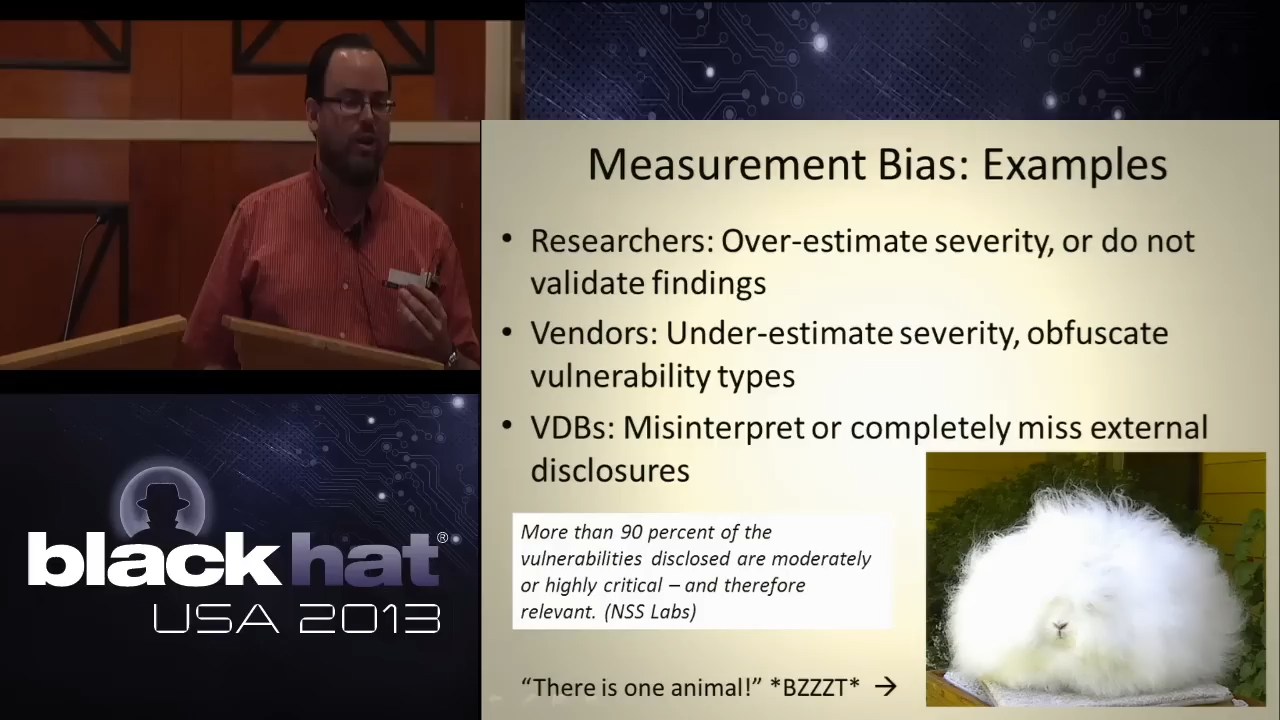 Measurement Bias: Examples
• Researchers: Over-estimate severity, or do not
validate findings
• Vendors: Under-estimate severity, obfuscate
vulnerability types
• VDBs: Misinterpret or completely miss external
disclosures
More than 90 percent of the
vulnerabilities disclosed are moderately
or highly critical – and therefore
relevant. (NSS Labs)
“There is one animal!” *BZZZT* →
black hat®
USA 2013